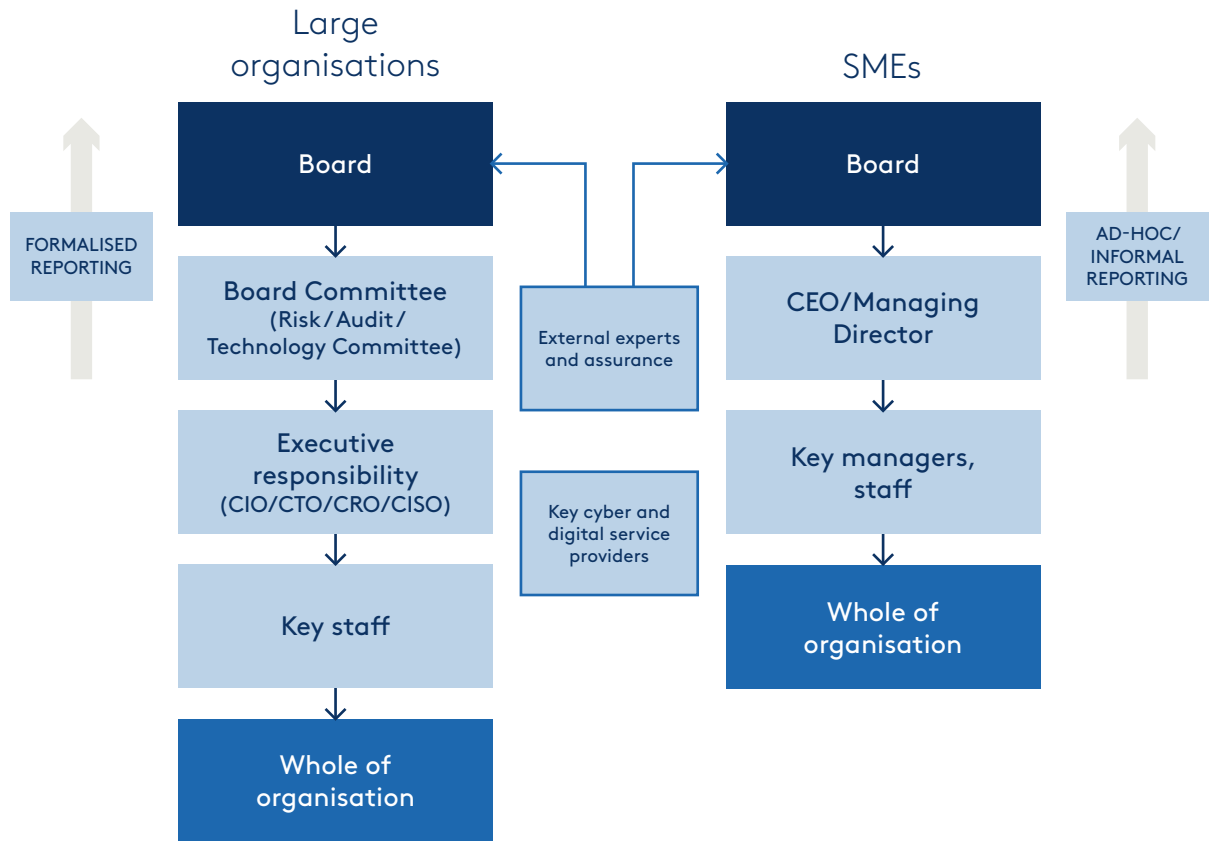 Large
organisations
SMEs
FORMALISED
REPORTING
Board
Board Committee
(Risk/Audit/
Technology Committee)
Executive
responsibility
(CIO/CTO/CRO/CISO)
Key staff
Whole of
organisation
External experts
and assurance
Key cyber and
digital service
providers
Board
CEO/Managing
Director
Key managers,
staff
Whole of
organisation
AD-HOC/
INFORMAL
REPORTING